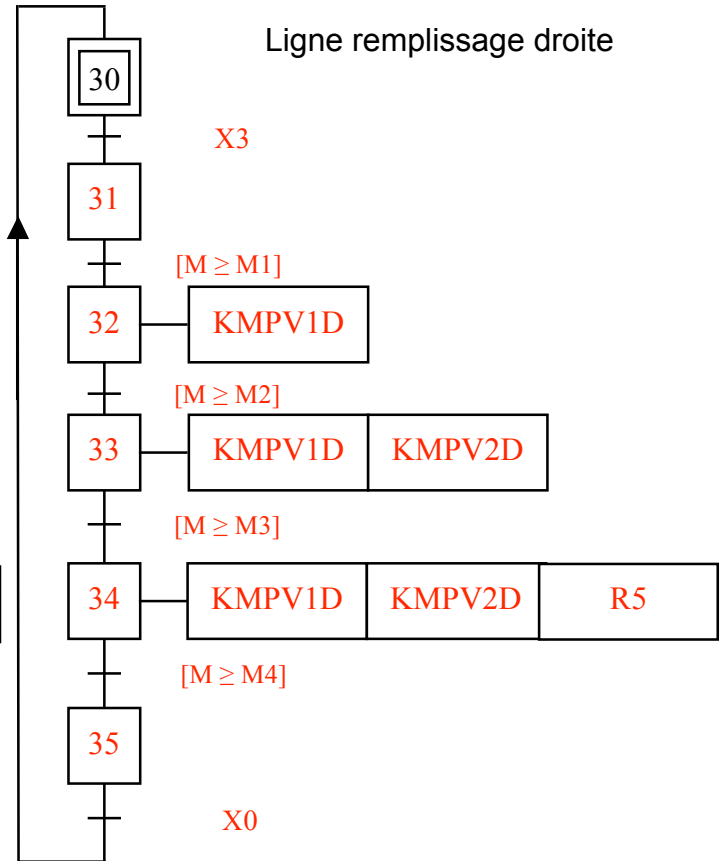 Ligne remplissage droite
30
X3
31
[M ≥ M1]
32 KMPV1D
[M ≥ M2]
33 KMPV1D KMPV2D
[M ≥ M3]
34 KMPV1D KMPV2D R5
[M ≥ M4]
35
X0